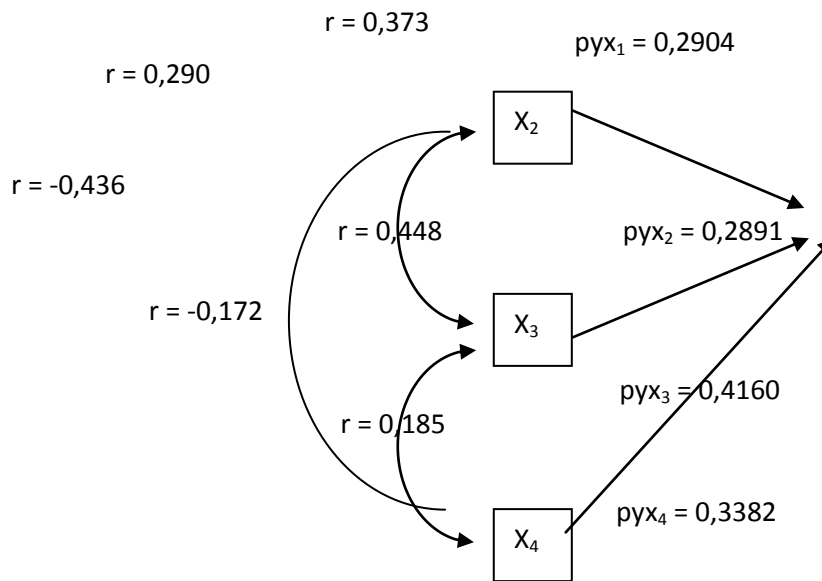 r = 0,373
pyx₁ = 0,2904
r = 0,290
X₂
r = -0,436
r = 0,448
pyx₂ = 0,2891
r = -0,172
X₃
pyx₃ = 0,4160
r = 0,185
pyx₄ = 0,3382
X₄